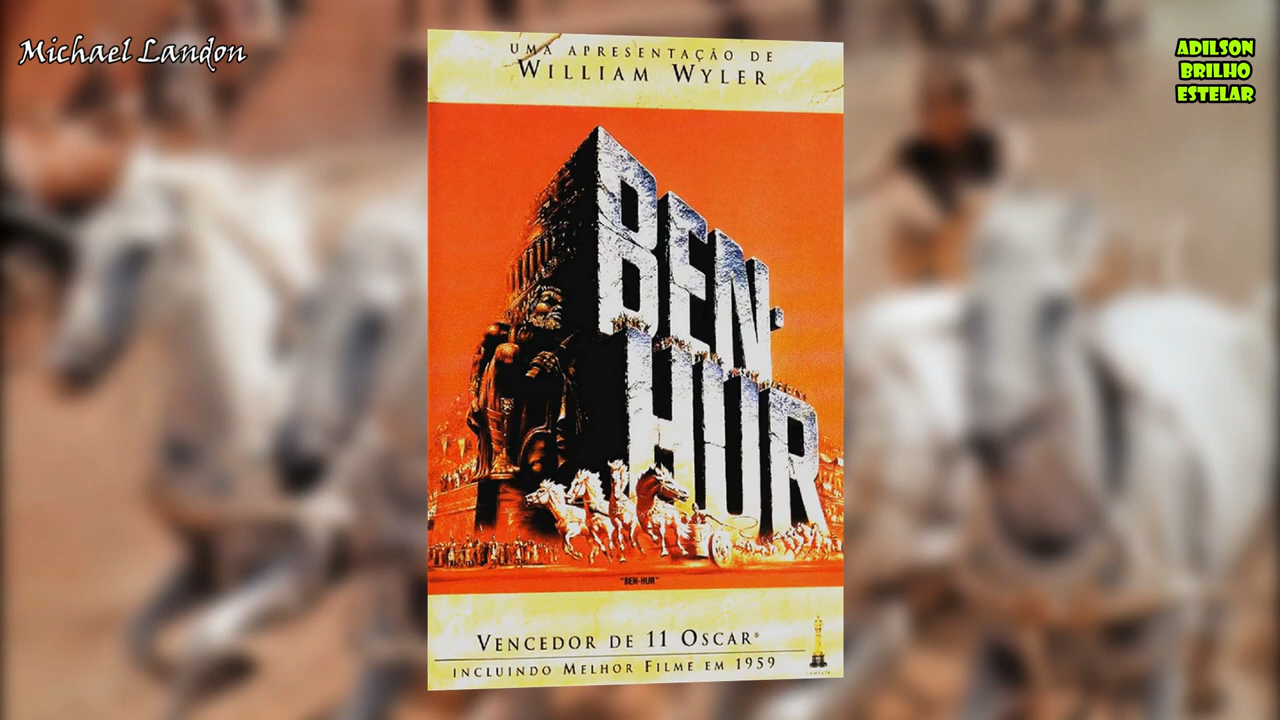 Michael Landon
ADILSON
BRILHO
ESTELAR
UMA APRESENTAÇÃO DE
WILLIAM WYLER
BEN-
HUR
"BEN-HUR"
VENCEDOR DE 11 OSCAR®
INCLUINDO MELHOR FILME EM 1959